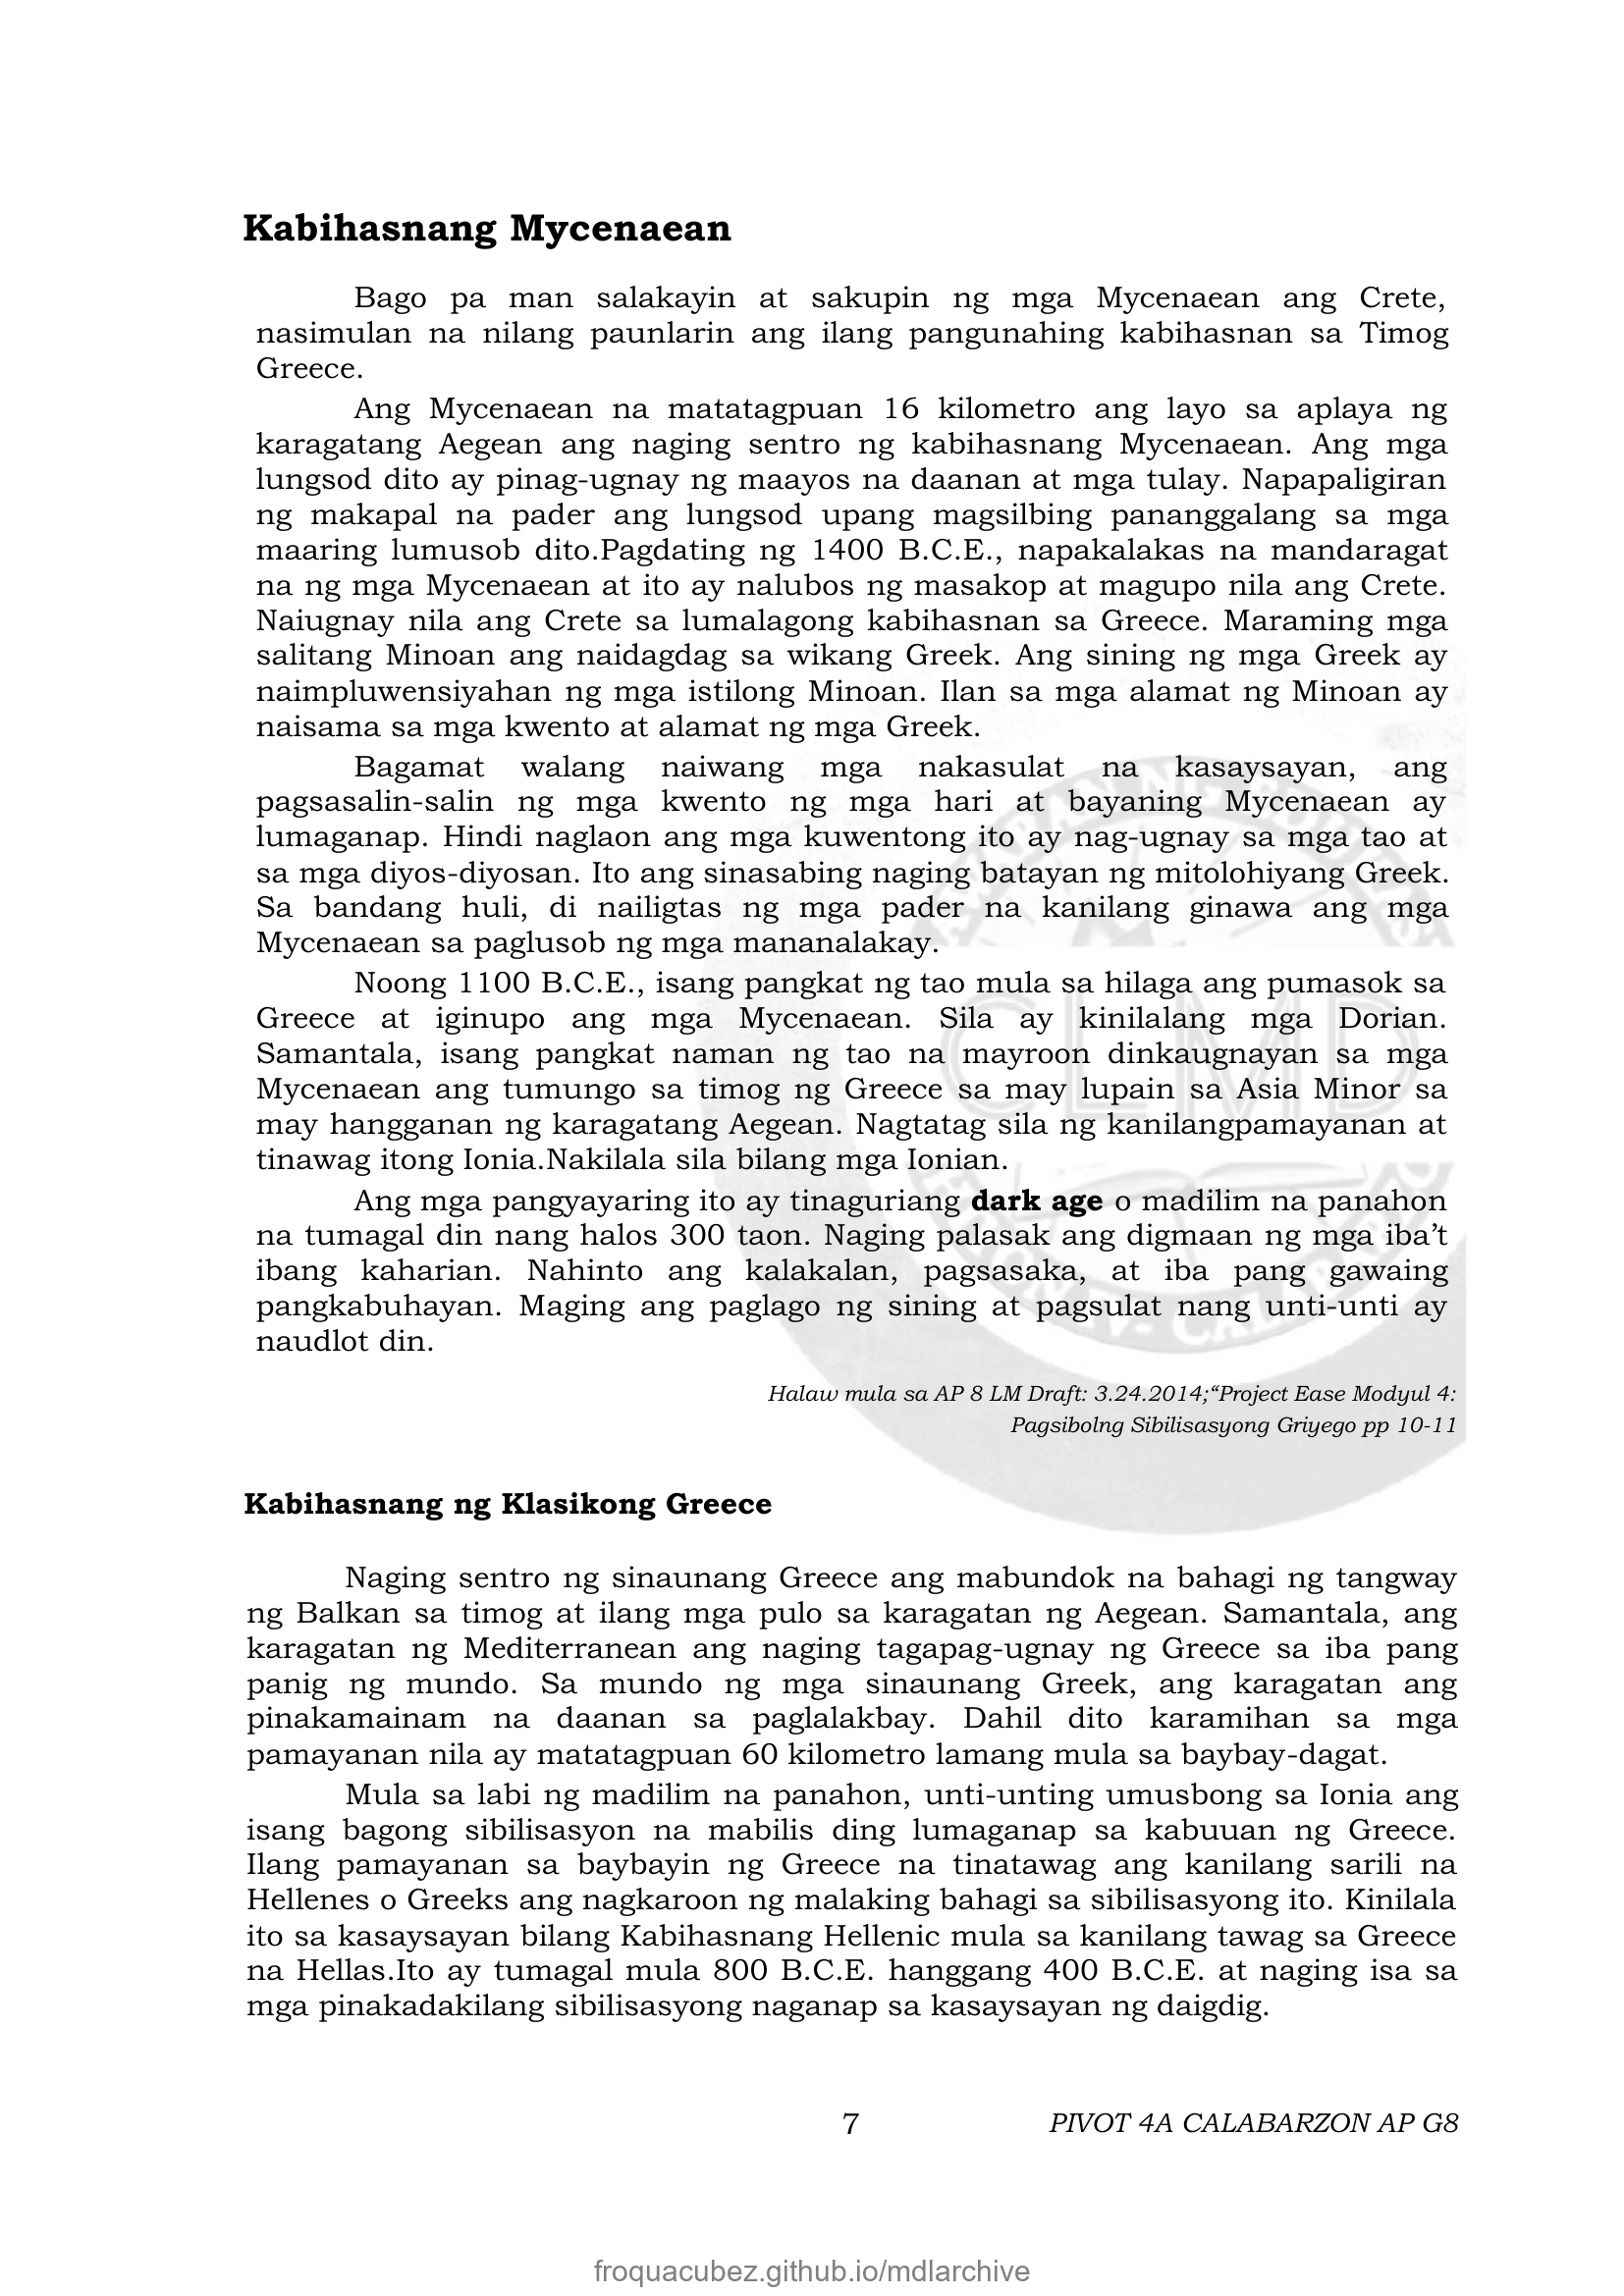 Kabihasnang Mycenaean
Bago pa man salakayin at sakupin ng mga Mycenaean ang Crete,
nasimulan na nilang paunlarin ang ilang pangunahing kabihasnan sa Timog
Greece.
Ang Mycenaean na matatagpuan 16 kilometro ang layo sa aplaya ng
karagatang Aegean ang naging sentro ng kabihasnang Mycenaean. Ang mga
lungsod dito ay pinag-ugnay ng maayos na daanan at mga tulay. Napapaligiran
ng makapal na pader ang lungsod upang magsilbing pananggalang sa mga
maaring lumusob dito.Pagdating ng 1400 B.C.E., napakalakas na mandaragat
na ng mga Mycenaean at ito ay nalubos ng masakop at magupo nila ang Crete.
Naiugnay nila ang Crete sa lumalagong kabihasnan sa Greece. Maraming mga
salitang Minoan ang naidagdag sa wikang Greek. Ang sining ng mga Greek ay
naimpluwensiyahan ng mga istilong Minoan. Ilan sa mga alamat ng Minoan ay
naisama sa mga kwento at alamat ng mga Greek.
Bagamat walang naiwang mga nakasulat na kasaysayan, ang
pagsasalin-salin ng mga kwento ng mga hari at bayaning Mycenaean ay
lumaganap. Hindi naglaon ang mga kuwentong ito ay nag-ugnay sa mga tao at
sa mga diyos-diyosan. Ito ang sinasabing naging batayan ng mitolohiyang Greek.
Sa bandang huli, di nailigtas ng mga pader na kanilang ginawa ang mga
Mycenaean sa paglusob ng mga mananalakay.
Noong 1100 B.C.E., isang pangkat ng tao mula sa hilaga ang pumasok sa
Greece at iginupo ang mga Mycenaean. Sila ay kinilalang mga Dorian.
Samantala, isang pangkat naman ng tao na mayroon dinkaugnayan sa mga
Mycenaean ang tumungo sa timog ng Greece sa may lupain sa Asia Minor sa
may hangganan ng karagatang Aegean. Nagtatag sila ng kanilangpamayanan at
tinawag itong Ionia.Nakilala sila bilang mga Ionian.
Ang mga pangyayaring ito ay tinaguriang dark age o madilim na panahon
na tumagal din nang halos 300 taon. Naging palasak ang digmaan ng mga iba't
ibang kaharian. Nahinto ang kalakalan, pagsasaka, at iba pang gawaing
pangkabuhayan. Maging ang paglago ng sining at pagsulat nang unti-unti ay
naudlot din.
Halaw mula sa AP 8 LM Draft: 3.24.2014;“Project Ease Modyul 4:
Pagsibolng Sibilisasyong Griyego pp 10-11
Kabihasnang ng Klasikong Greece
Naging sentro ng sinaunang Greece ang mabundok na bahagi ng tangway
ng Balkan sa timog at ilang mga pulo sa karagatan ng Aegean. Samantala, ang
karagatan ng Mediterranean ang naging tagapag-ugnay ng Greece sa iba pang
panig ng mundo. Sa mundo ng mga sinaunang Greek, ang karagatan ang
pinakamainam na daanan sa paglalakbay. Dahil dito karamihan sa mga
pamayanan nila ay matatagpuan 60 kilometro lamang mula sa baybay-dagat.
Mula sa labi ng madilim na panahon, unti-unting umusbong sa Ionia ang
isang bagong sibilisasyon na mabilis ding lumaganap sa kabuuan ng Greece.
Ilang pamayanan sa baybayin ng Greece na tinatawag ang kanilang sarili na
Hellenes o Greeks ang nagkaroon ng malaking bahagi sa sibilisasyong ito. Kinilala
ito sa kasaysayan bilang Kabihasnang Hellenic mula sa kanilang tawag sa Greece
na Hellas.Ito ay tumagal mula 800 B.C.E. hanggang 400 B.C.E. at naging isa sa
mga pinakadakilang sibilisasyong naganap sa kasaysayan ng daigdig.
7 PIVOT 4A CALABARZON AP G8
froquacubez.github.io/mdlarchive
CLMD